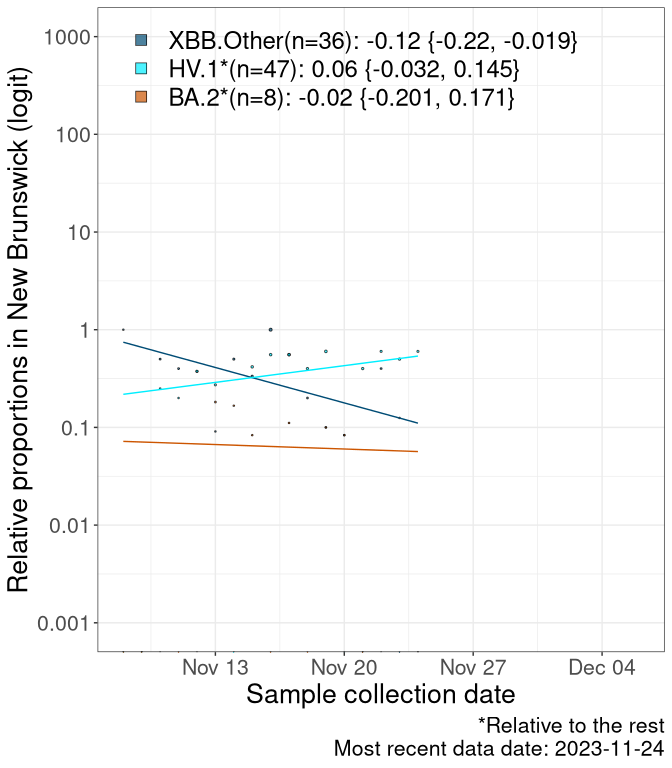 XBB.Other(n=36): -0.12 {-0.22, -0.019}
HV.1*(n=47): 0.06 {-0.032, 0.145}
BA.2*(n=8): -0.02 {-0.201, 0.171}
Relative proportions in New Brunswick (logit)
1000
100
10
1
0.1
0.01
0.001
Nov 13 Nov 20 Nov 27 Dec 04
Sample collection date
*Relative to the rest
Most recent data date: 2023-11-24